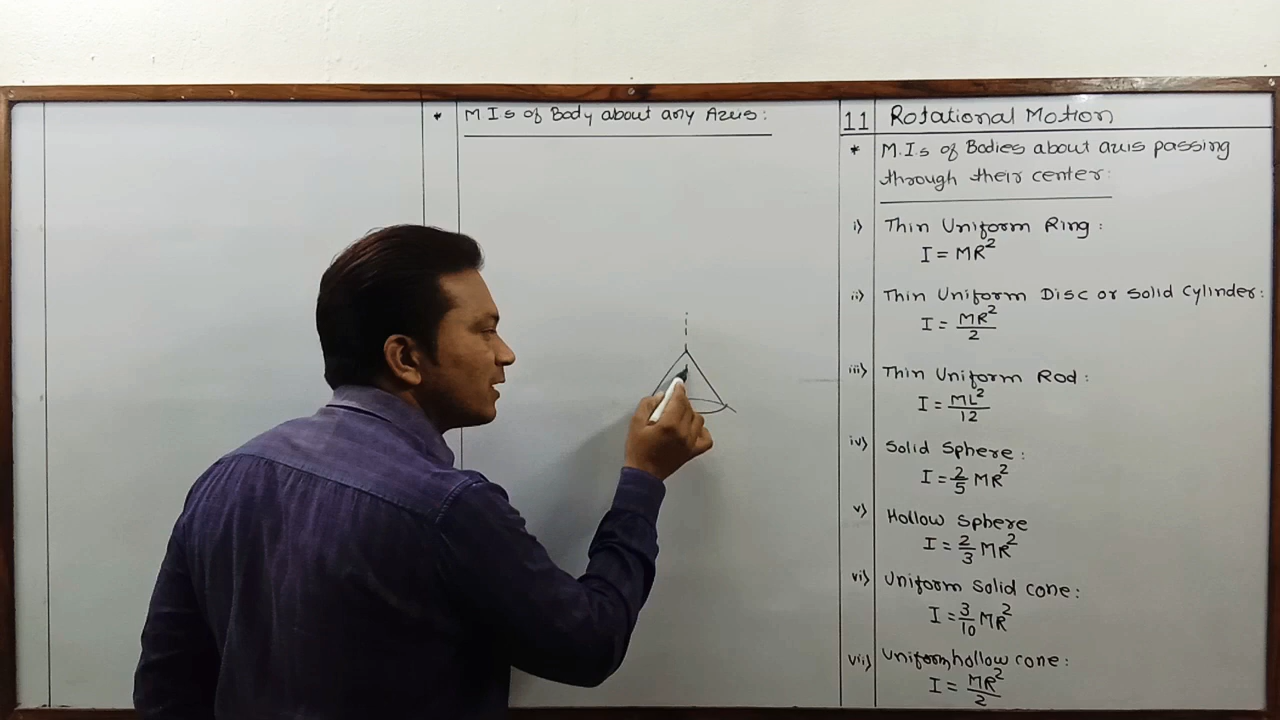 * M I s of Body about any Axis:
11 Rotational Motion
* M.I.s of Bodies about axis passing
through their center:
i) Thin Uniform Ring:
I = MR²
ii) Thin Uniform Disc or Solid Cylinder:
I = MR²/2
iii) Thin Uniform Rod:
I = ML²/12
iv) Solid Sphere:
I = 2/5 MR²
v) Hollow Sphere
I = 2/3 MR²
vi) Uniform Solid cone:
I = 3/10 MR²
vii) Uniform hollow cone:
I = MR²/2